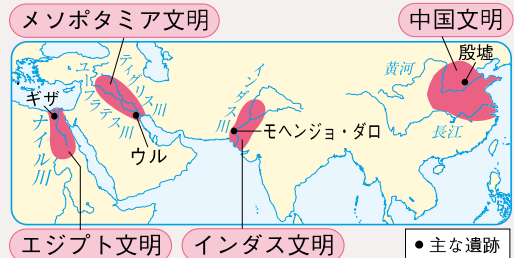 メソポタミア文明
中国文明
殷墟
黄河
ティグリス川
ユーフラテス川
インダス川
ギザ
モヘンジョ・ダロ
長江
ウル
ナイル川
エジプト文明
インダス文明
● 主な遺跡